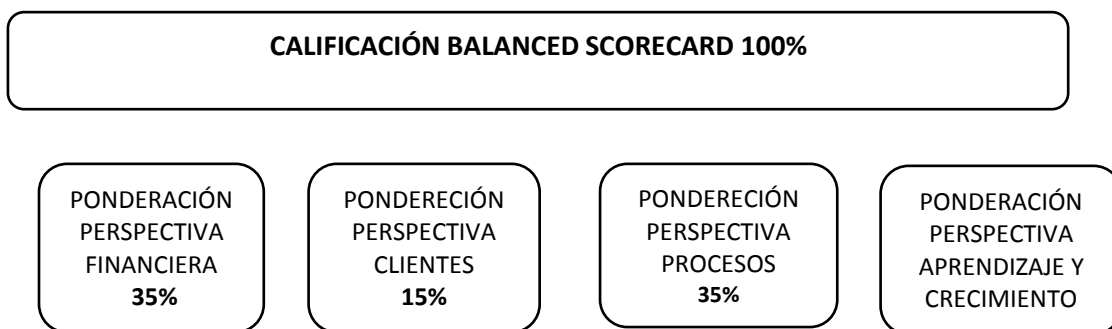 CALIFICACIÓN BALANCED SCORECARD 100%
PONDERACIÓN
PERSPECTIVA
FINANCIERA
35%
PONDERECIÓN
PERSPECTIVA
CLIENTES
15%
PONDERECIÓN
PERSPECTIVA
PROCESOS
35%
PONDERACIÓN
PERSPECTIVA
APRENDIZAJE Y
CRECIMIENTO